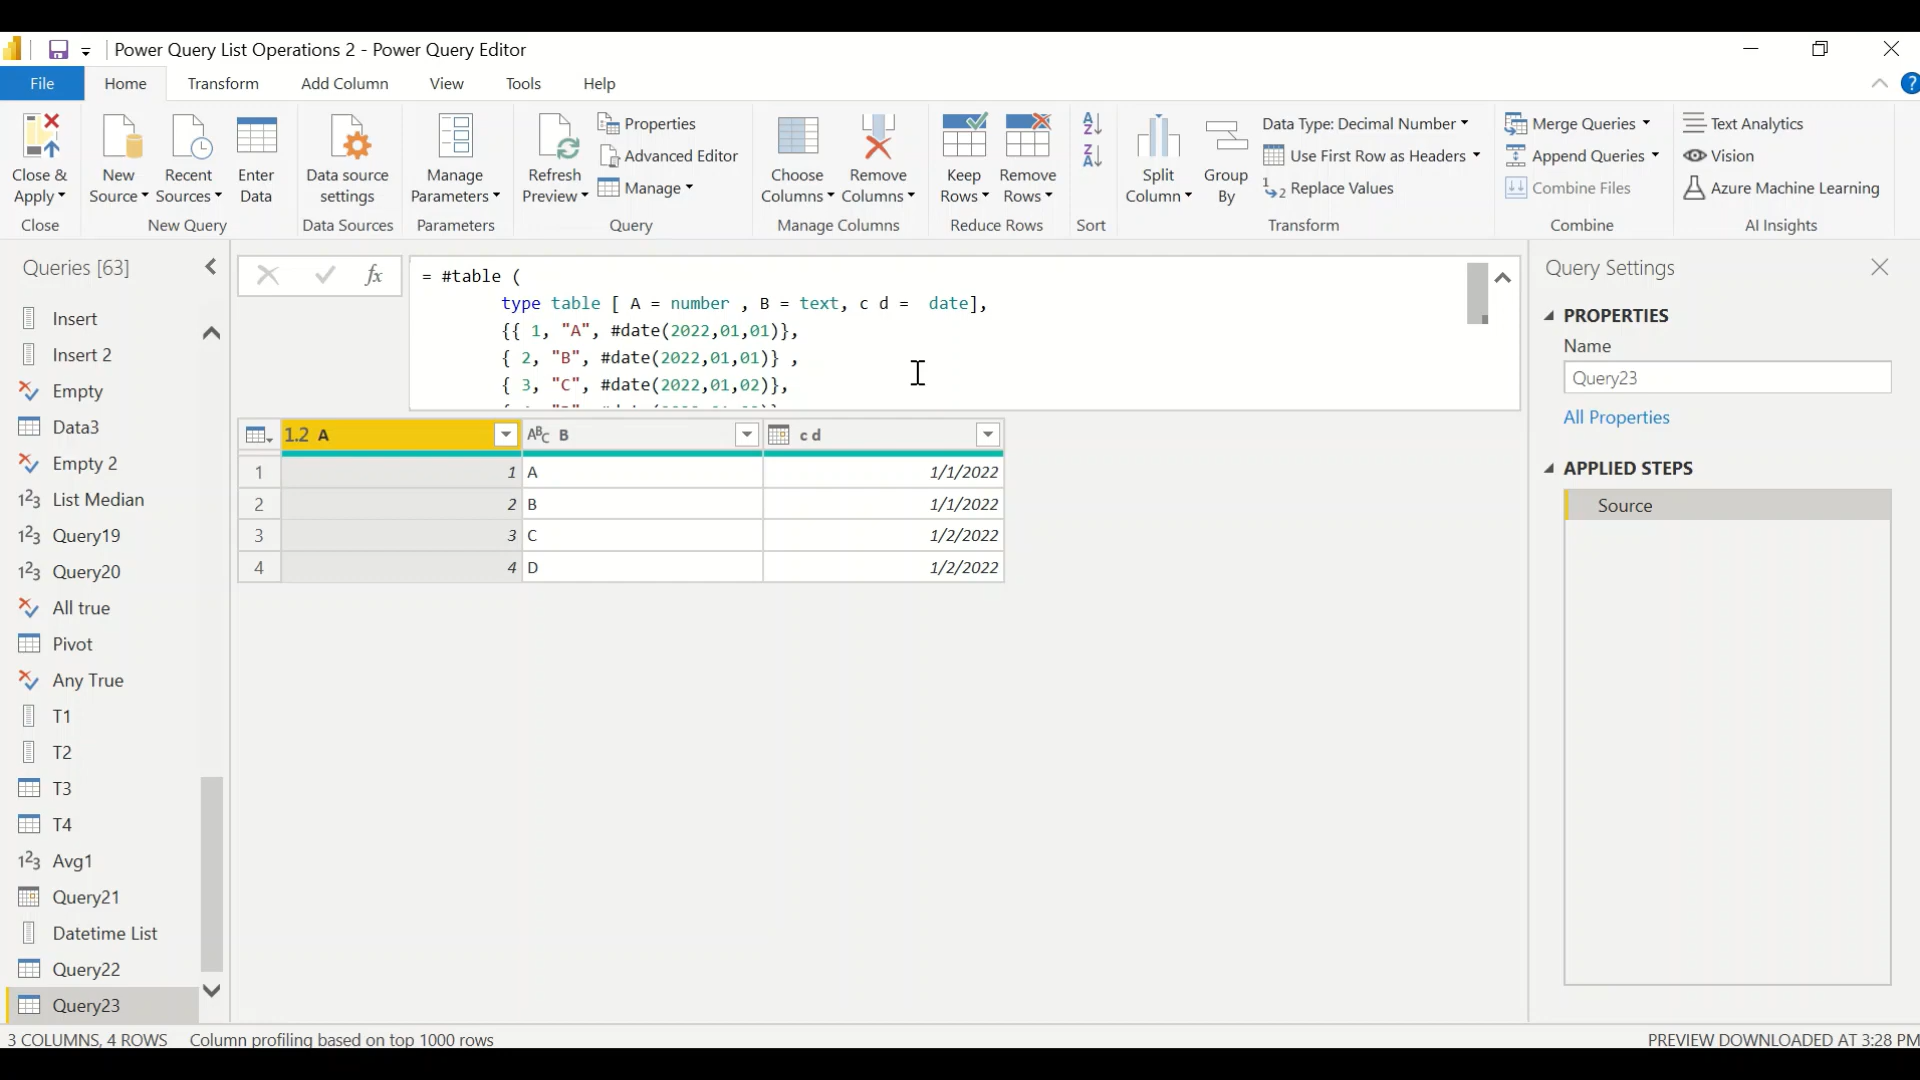 Power Query List Operations 2 - Power Query Editor
File Home Transform Add Column View Tools Help
Close & Apply
Close
New Source
Recent Sources
Enter Data
New Query
Data source settings
Data Sources
Manage Parameters
Parameters
Refresh Preview
Properties
Advanced Editor
Manage
Query
Choose Columns
Remove Columns
Manage Columns
Keep Rows
Remove Rows
Reduce Rows
Sort
Split Column
Group By
Data Type: Decimal Number
Use First Row as Headers
Replace Values
Transform
Merge Queries
Append Queries
Combine Files
Combine
Text Analytics
Vision
Azure Machine Learning
AI Insights
Queries [63]
Insert
Insert 2
Empty
Data3
Empty 2
List Median
Query19
Query20
All true
Pivot
Any True
T1
T2
T3
T4
Avg1
Query21
Datetime List
Query22
Query23
fx
= #table (
type table [ A = number , B = text, c d =  date],
{{ 1, "A", #date(2022,01,01)},
{ 2, "B", #date(2022,01,01)} ,
{ 3, "C", #date(2022,01,02)},
1.2 A ABC B c d
1 1 A 1/1/2022
2 2 B 1/1/2022
3 3 C 1/2/2022
4 4 D 1/2/2022
Query Settings
PROPERTIES
Name
Query23
All Properties
APPLIED STEPS
Source
3 COLUMNS, 4 ROWS Column profiling based on top 1000 rows
PREVIEW DOWNLOADED AT 3:28 PM